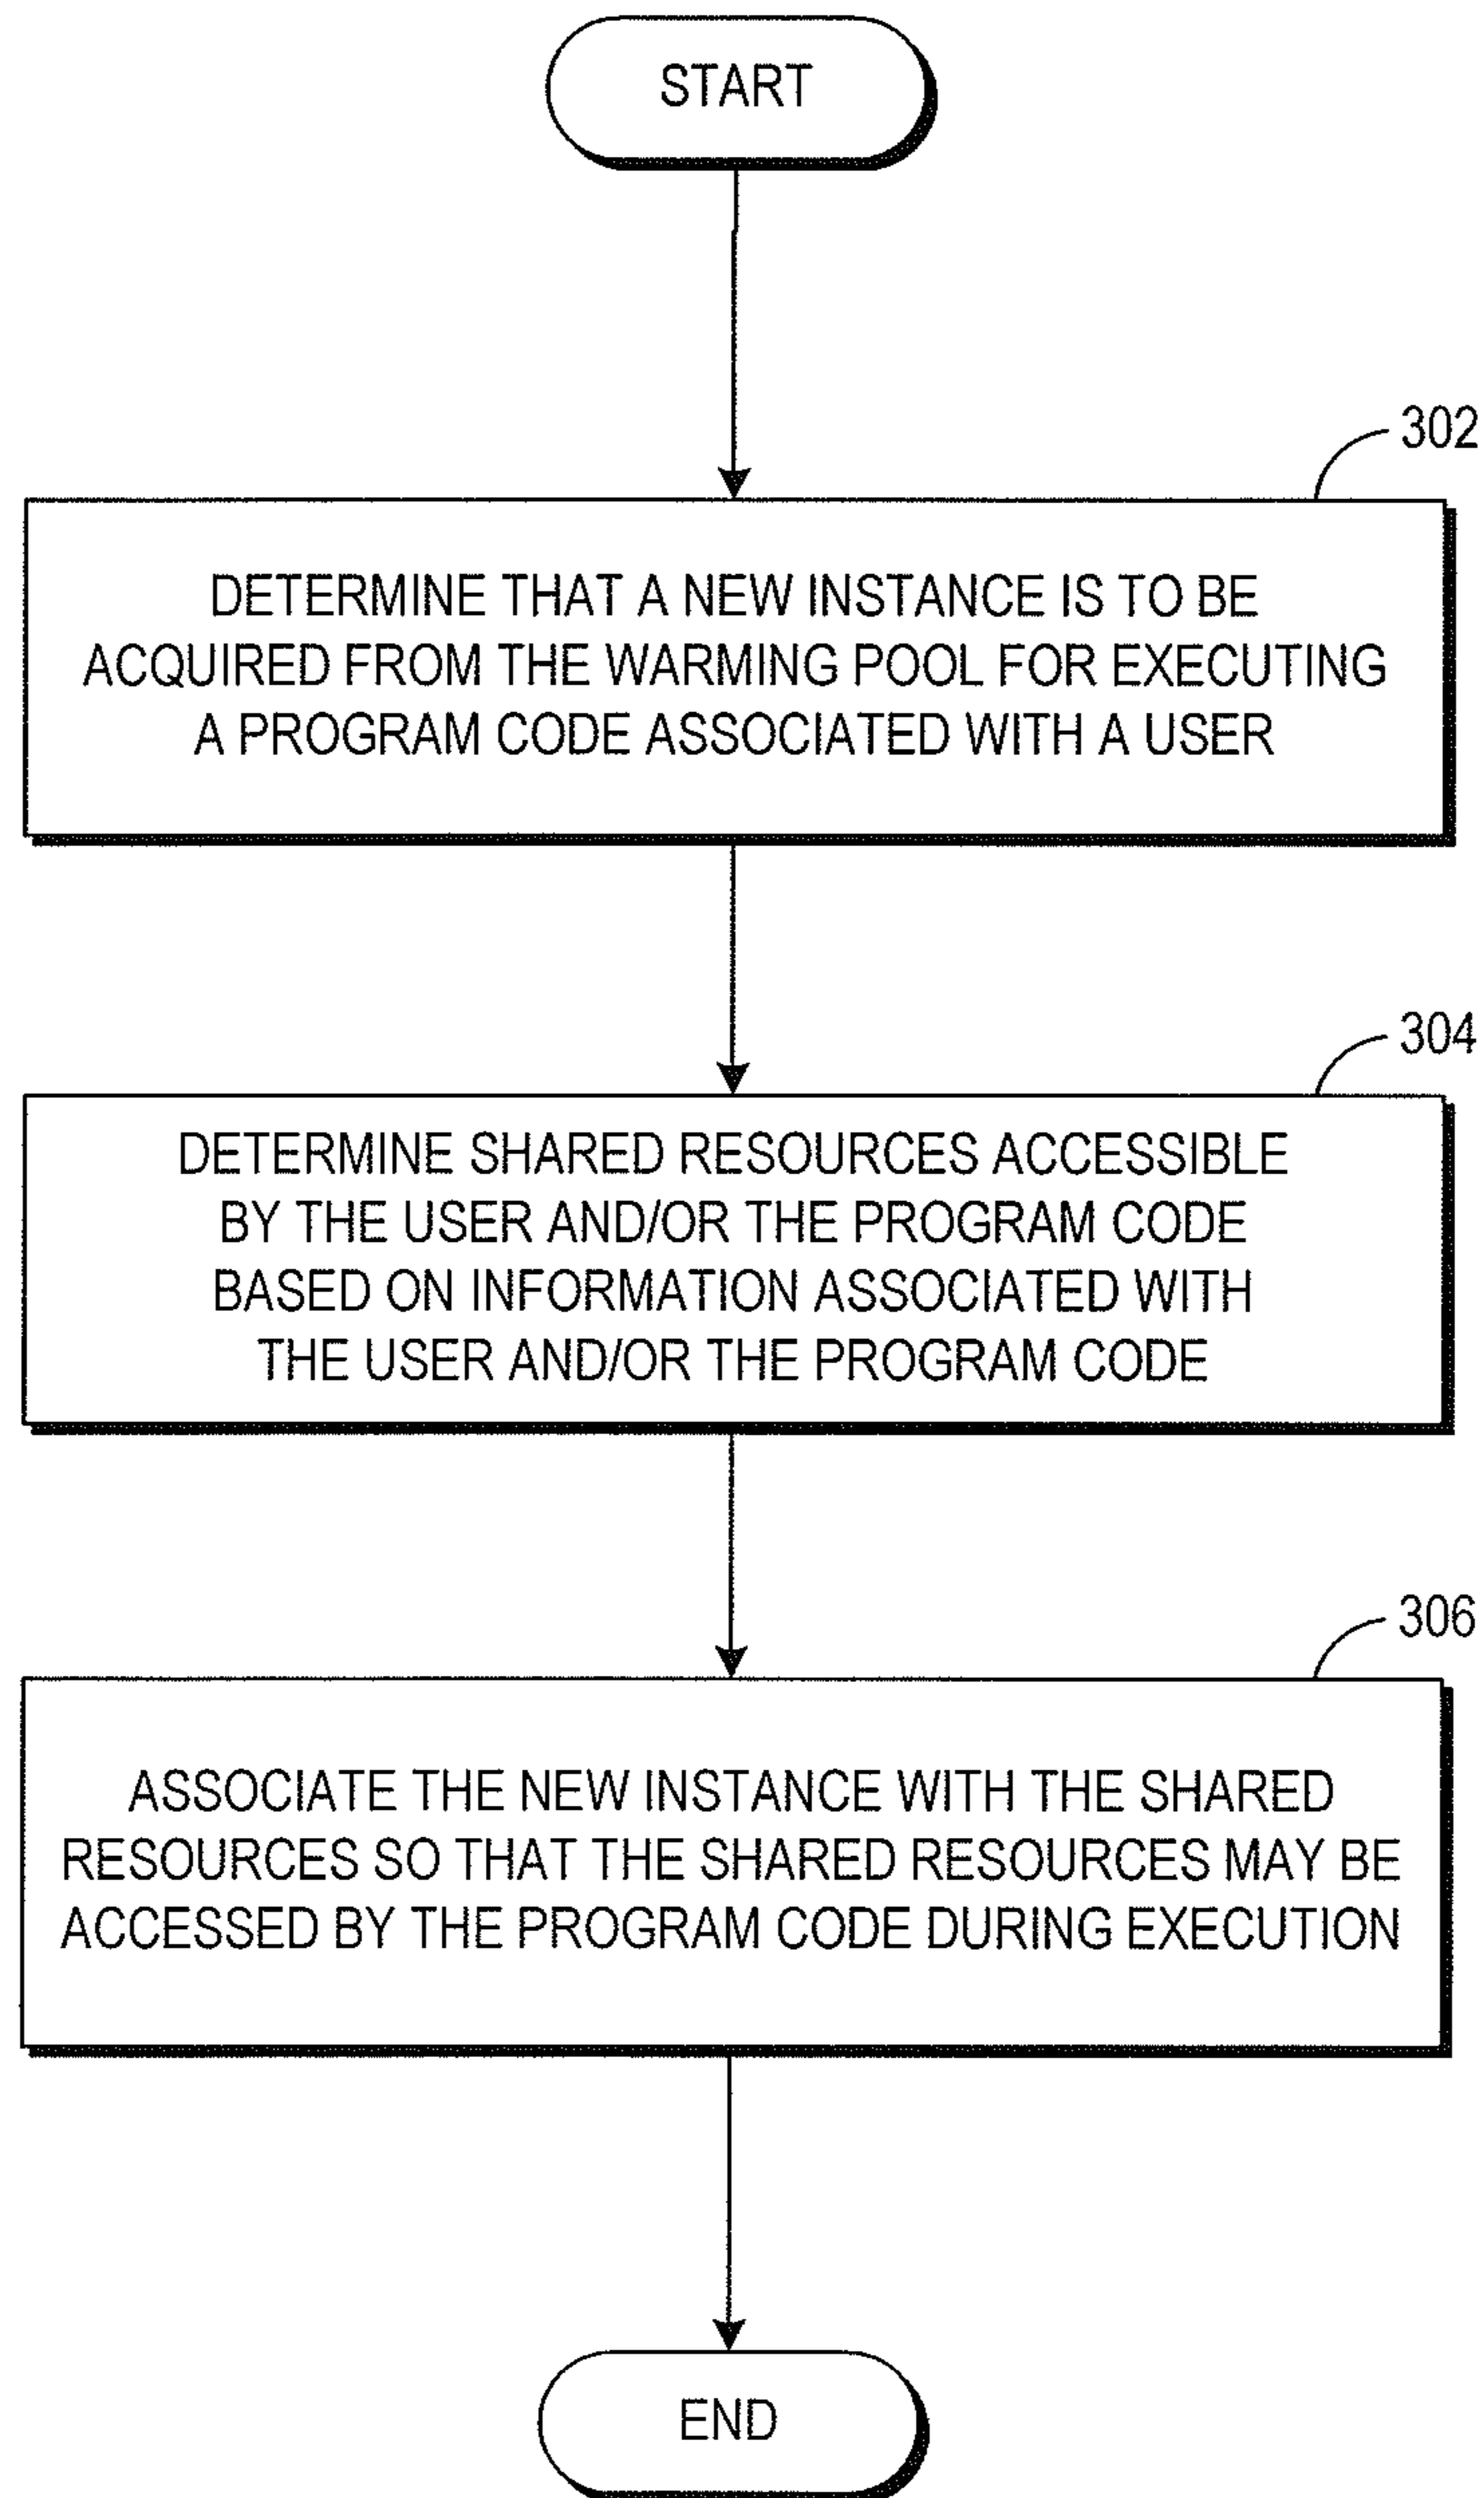 START
302
DETERMINE THAT A NEW INSTANCE IS TO BE
ACQUIRED FROM THE WARMING POOL FOR EXECUTING
A PROGRAM CODE ASSOCIATED WITH A USER
304
DETERMINE SHARED RESOURCES ACCESSIBLE
BY THE USER AND/OR THE PROGRAM CODE
BASED ON INFORMATION ASSOCIATED WITH
THE USER AND/OR THE PROGRAM CODE
306
ASSOCIATE THE NEW INSTANCE WITH THE SHARED
RESOURCES SO THAT THE SHARED RESOURCES MAY BE
ACCESSED BY THE PROGRAM CODE DURING EXECUTION
END